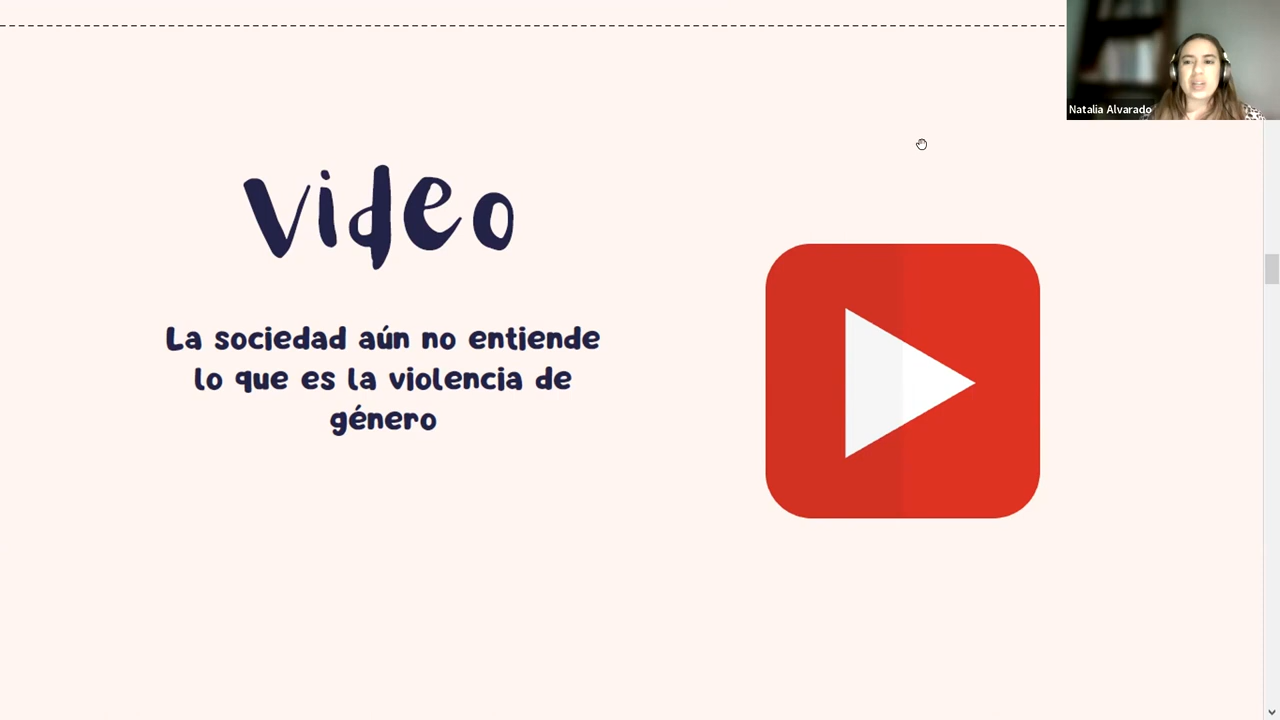 Video
La sociedad aún no entiende
lo que es la violencia de
género
Natalia Alvarado